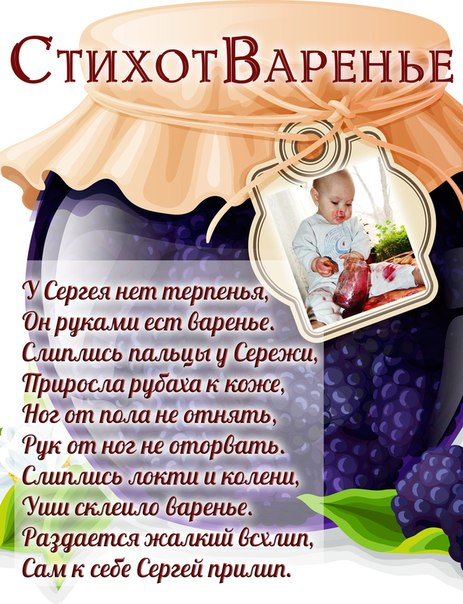 СтихотВаренье
У Сергея нет терпенья,
Он руками ест варенье.
Слиплись пальцы у Сережи,
Приросла рубаха к коже,
Ног от пола не отнять,
Рук от ног не оторвать.
Слиплись локти и колени,
Уши склеило варенье.
Раздается жалкий всхлип,
Сам к себе Сергей прилип.